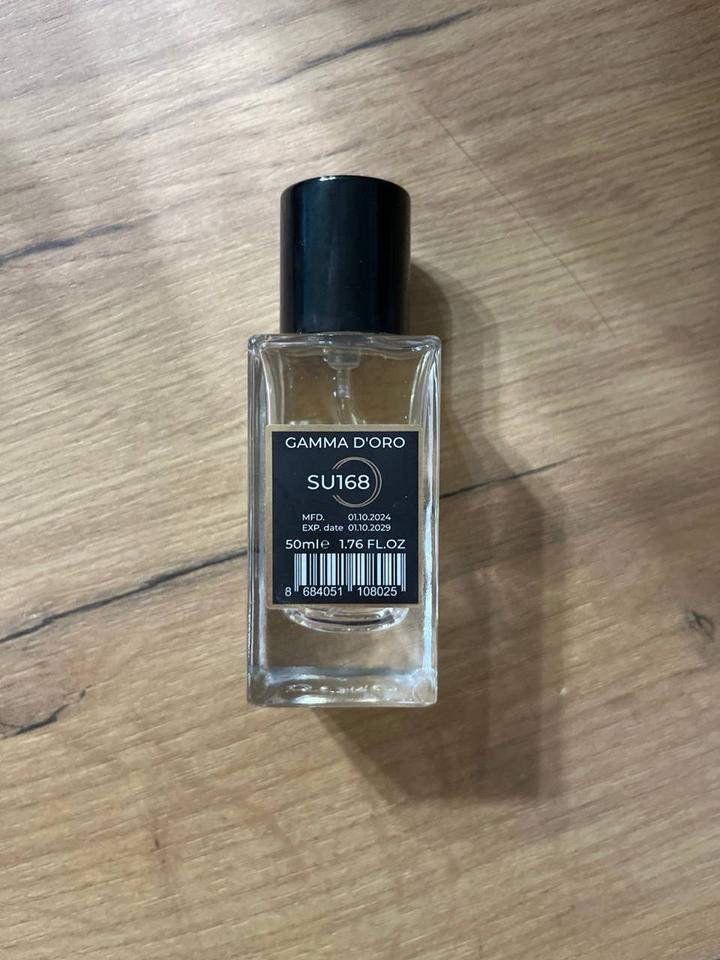 GAMMA D'ORO
SU168
MFD. 01.10.2024
EXP. date 01.10.2029
50ml℮ 1.76 FL.OZ
8 684051 108025